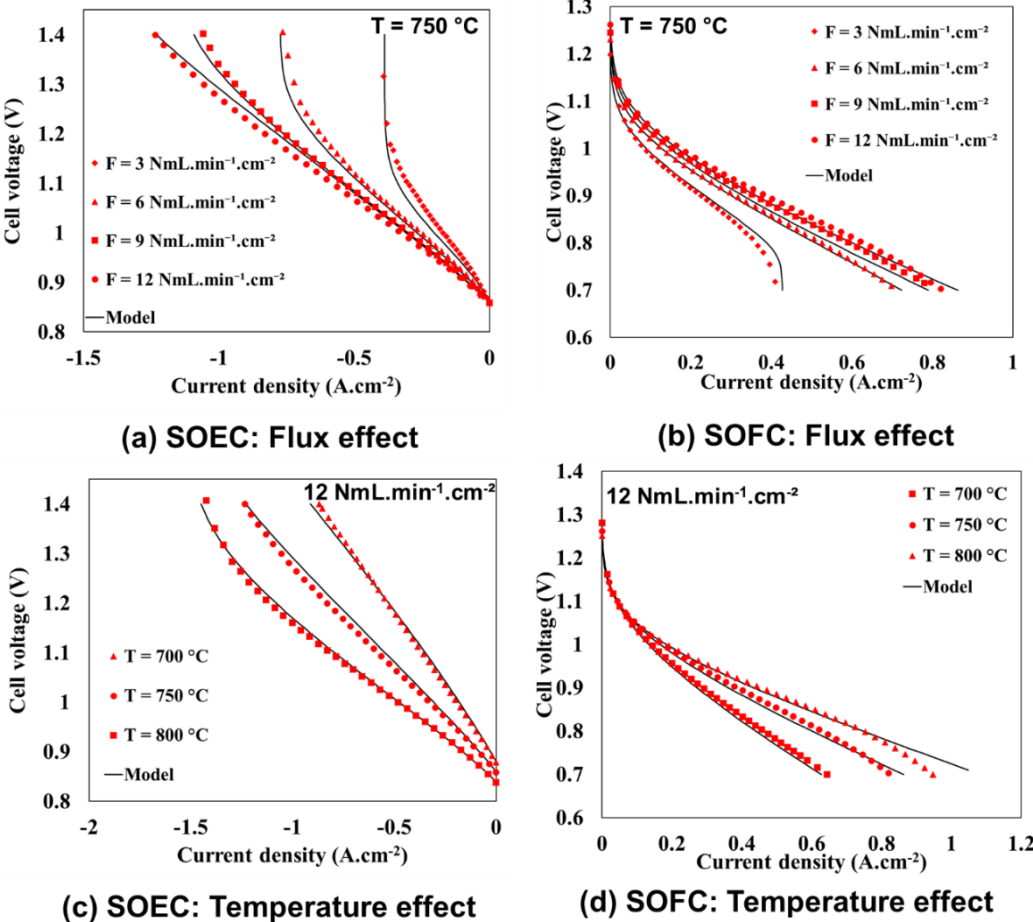 T = 750 °C
1.4
1.3
1.2
1.1
1
0.9
0.8
Cell voltage (V)
F = 3 NmL.min⁻¹.cm⁻²
F = 6 NmL.min⁻¹.cm⁻²
F = 9 NmL.min⁻¹.cm⁻²
F = 12 NmL.min⁻¹.cm⁻²
Model
-1.5
-1
-0.5
0
Current density (A.cm⁻²)
(a) SOEC: Flux effect
T = 750 °C
1.3
1.2
1.1
1
0.9
0.8
0.7
0.6
Cell voltage (V)
F = 3 NmL.min⁻¹.cm⁻²
F = 6 NmL.min⁻¹.cm⁻²
F = 9 NmL.min⁻¹.cm⁻²
F = 12 NmL.min⁻¹.cm⁻²
Model
0
0.2
0.4
0.6
0.8
1
Current density (A.cm⁻²)
(b) SOFC: Flux effect
12 NmL.min⁻¹.cm⁻²
1.4
1.3
1.2
1.1
1
0.9
0.8
Cell voltage (V)
T = 700 °C
T = 750 °C
T = 800 °C
Model
-2
-1.5
-1
-0.5
0
Current density (A.cm⁻²)
(c) SOEC: Temperature effect
12 NmL.min⁻¹.cm⁻²
1.4
1.3
1.2
1.1
1
0.9
0.8
0.7
0.6
Cell voltage (V)
T = 700 °C
T = 750 °C
T = 800 °C
Model
0
0.2
0.4
0.6
0.8
1
1.2
Current density (A.cm⁻²)
(d) SOFC: Temperature effect